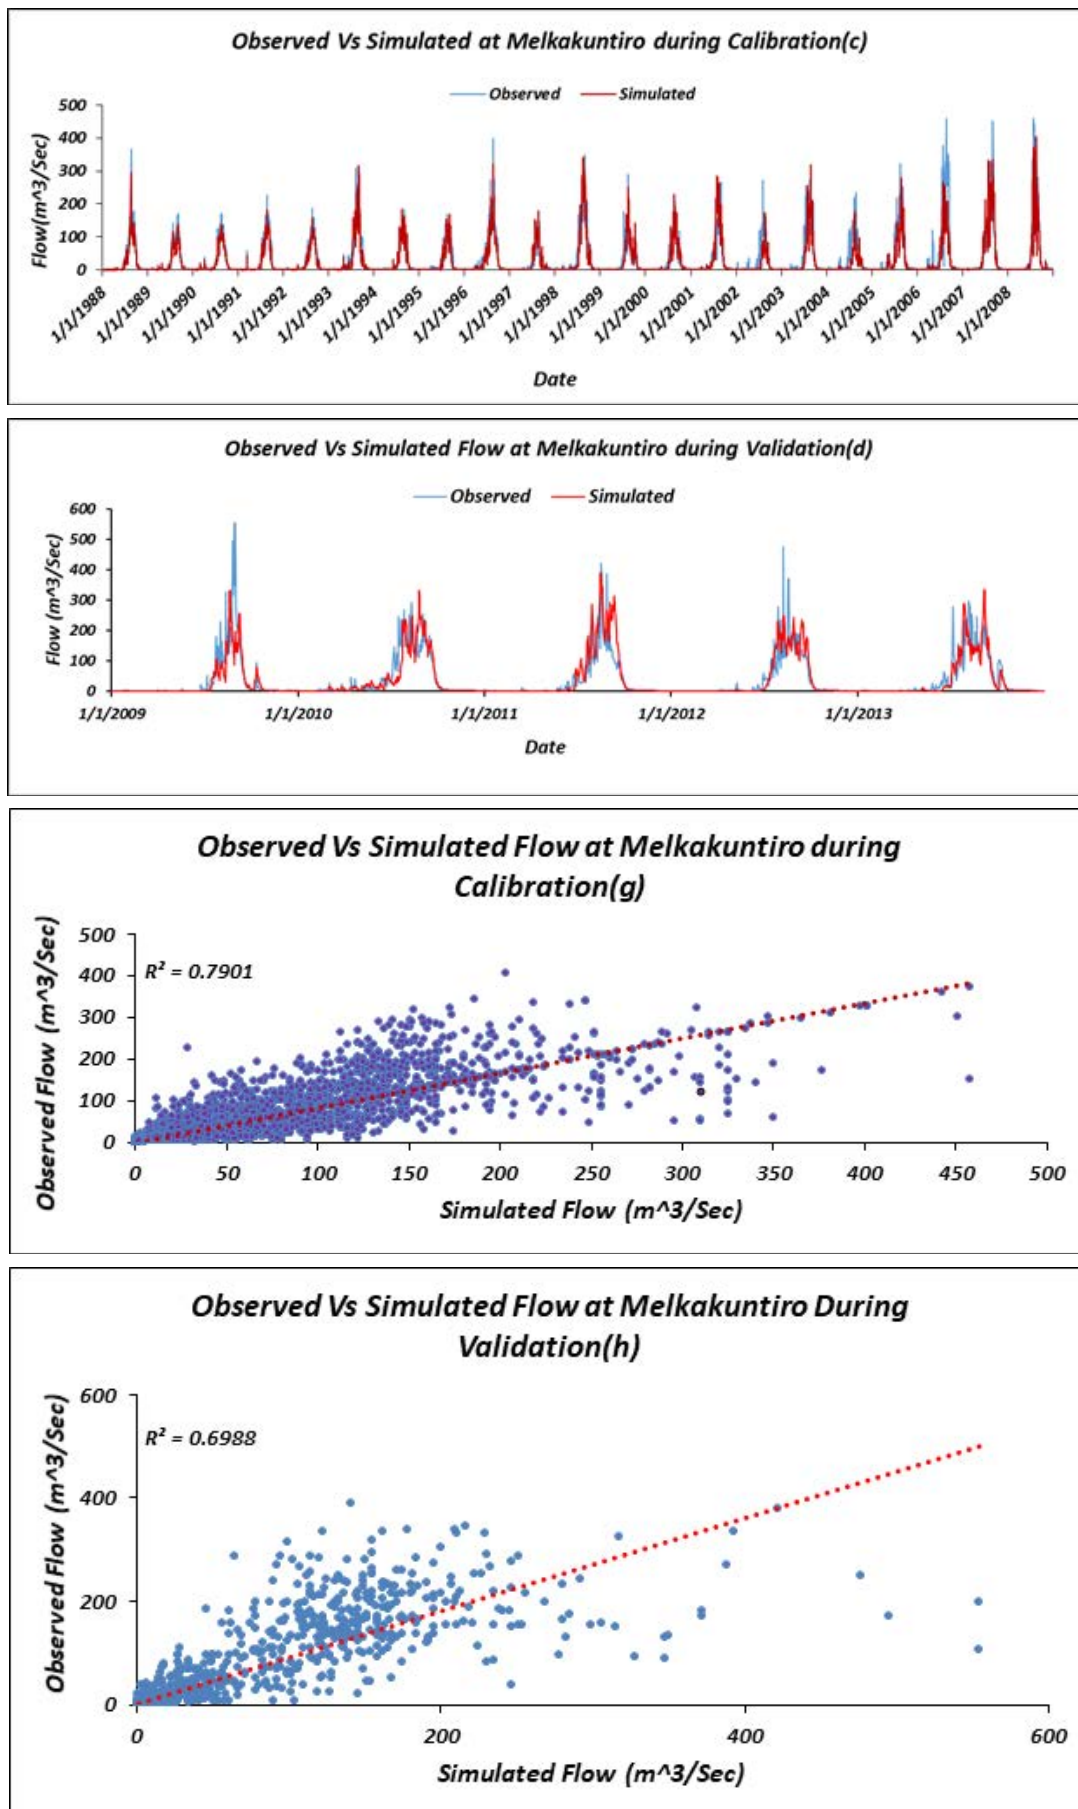 Observed Vs Simulated at Melkakuntiro during Calibration(c)
Observed Simulated
Flow(m^3/Sec)
500
400
300
200
100
0
1/1/1988 1/1/1989 1/1/1990 1/1/1991 1/1/1992 1/1/1993 1/1/1994 1/1/1995 1/1/1996 1/1/1997 1/1/1998 1/1/1999 1/1/2000 1/1/2001 1/1/2002 1/1/2003 1/1/2004 1/1/2005 1/1/2006 1/1/2007 1/1/2008
Date
Observed Vs Simulated Flow at Melkakuntiro during Validation(d)
Observed Simulated
Flow (m^3/Sec)
600
500
400
300
200
100
0
1/1/2009 1/1/2010 1/1/2011 1/1/2012 1/1/2013
Date
Observed Vs Simulated Flow at Melkakuntiro during
Calibration(g)
Observed Flow (m^3/Sec)
500
R² = 0.7901
400
300
200
100
0
0 50 100 150 200 250 300 350 400 450 500
Simulated Flow (m^3/Sec)
Observed Vs Simulated Flow at Melkakuntiro During
Validation(h)
Observed Flow (m^3/Sec)
600
R² = 0.6988
400
200
0
0 200 400 600
Simulated Flow (m^3/Sec)